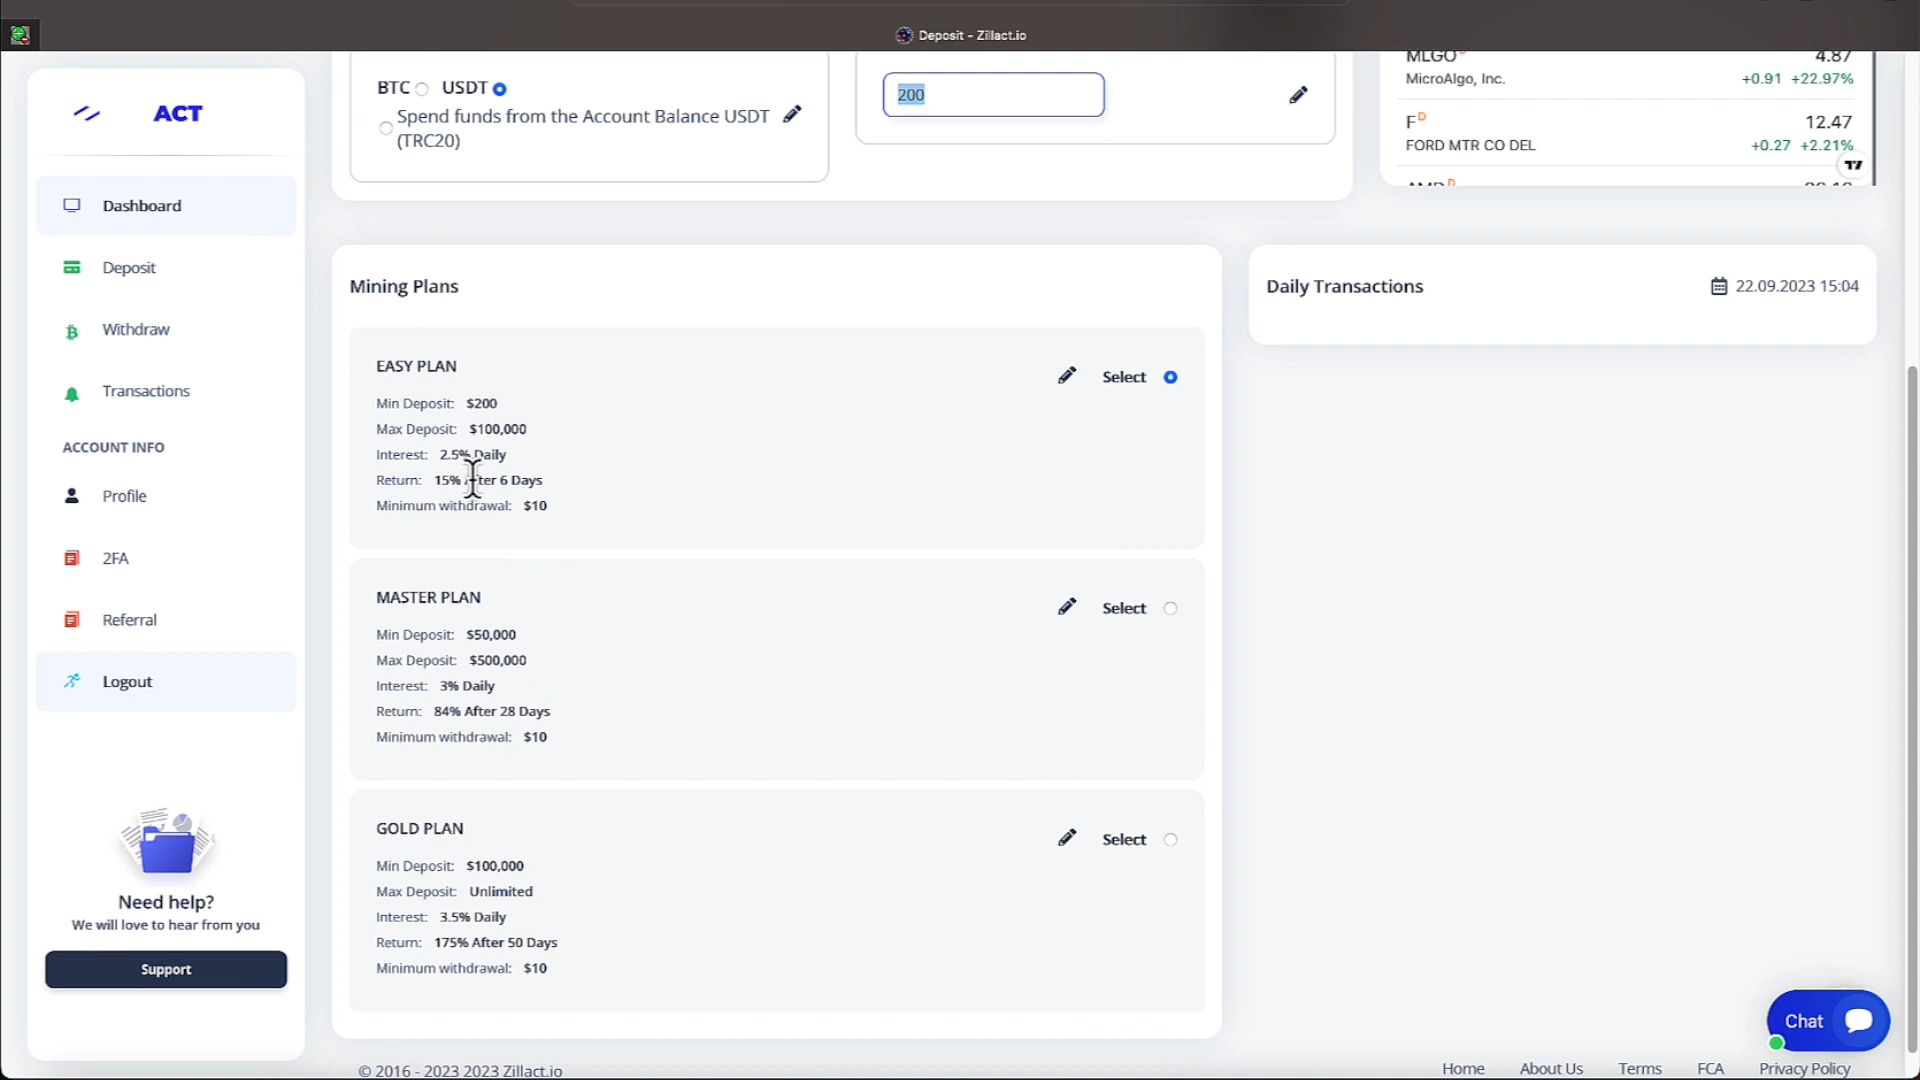 Deposit - Zillact.io
BTC
USDT
Spend funds from the Account Balance USDT
(TRC20)
200
MLGO D
4.87
MicroAlgo, Inc.
+0.91 +22.97%
F D
12.47
FORD MTR CO DEL
+0.27 +2.21%
ACT
Dashboard
Deposit
Withdraw
Transactions
ACCOUNT INFO
Profile
2FA
Referral
Logout
Need help?
We will love to hear from you
Support
Mining Plans
EASY PLAN
Select
Min Deposit: $200
Max Deposit: $100,000
Interest: 2.5% Daily
Return: 15% After 6 Days
Minimum withdrawal: $10
MASTER PLAN
Select
Min Deposit: $50,000
Max Deposit: $500,000
Interest: 3% Daily
Return: 84% After 28 Days
Minimum withdrawal: $10
GOLD PLAN
Select
Min Deposit: $100,000
Max Deposit: Unlimited
Interest: 3.5% Daily
Return: 175% After 50 Days
Minimum withdrawal: $10
Daily Transactions
22.09.2023 15:04
Chat
© 2016 - 2023 2023 Zillact.io
Home About Us Terms FCA Privacy Policy